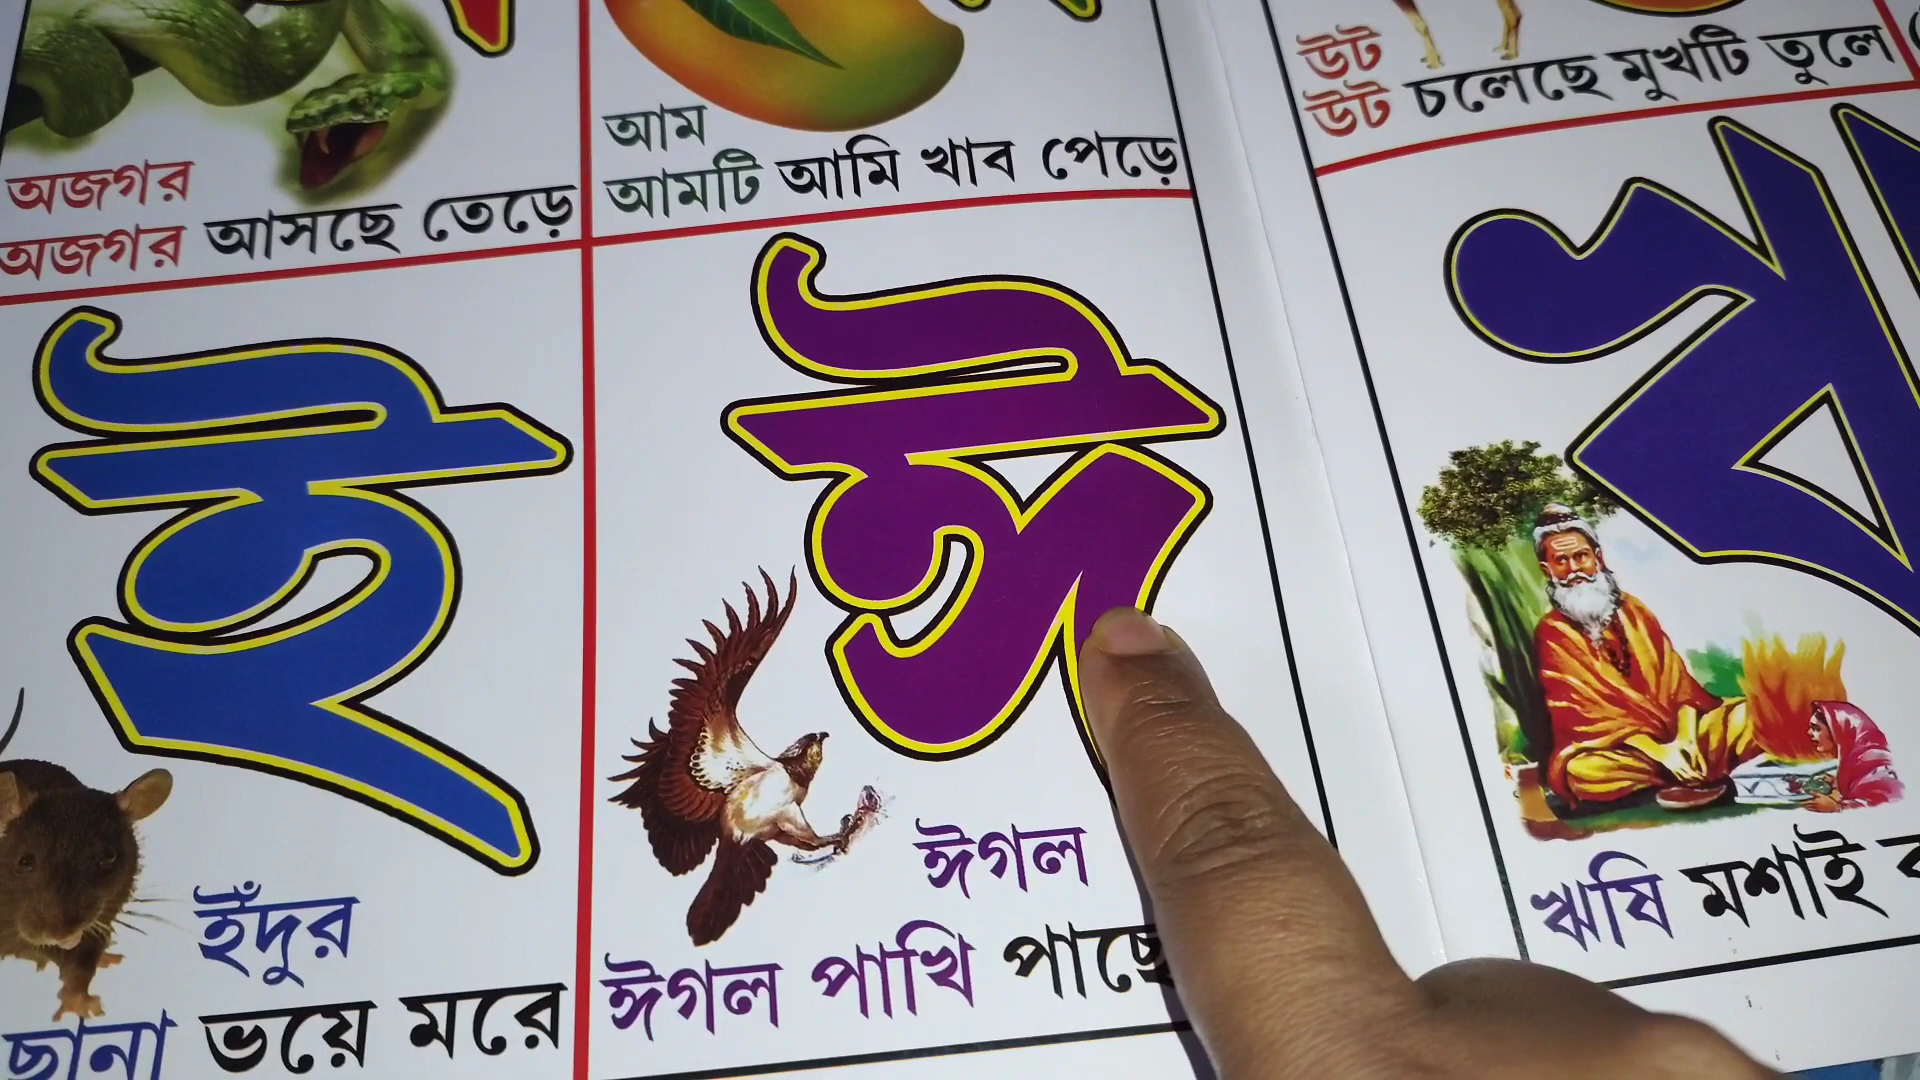 অজগর
অজগর আসছে তেড়ে
আম
আমটি আমি খাব পেড়ে
ই
ইঁদুর
ছানা ভয়ে মরে
ঈ
ঈগল
ঈগল পাখি পাছে
উট
উট চলেছে মুখটি তুলে
ঋষি মশাই